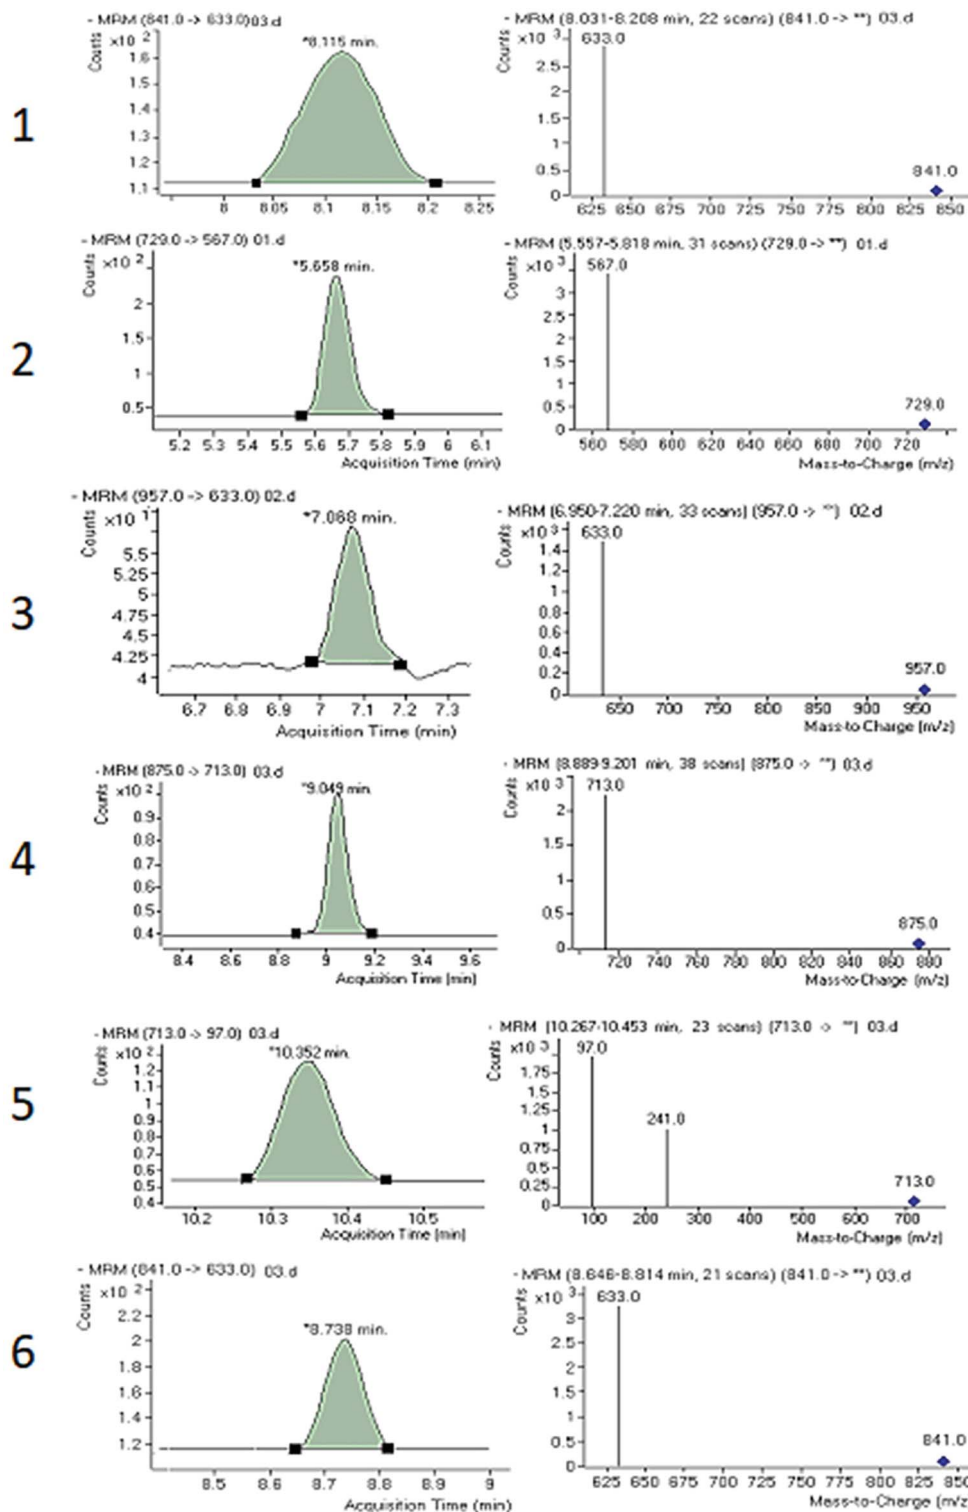 1
- MRM (841.0 -> 633.0) 03.d
Counts
x10 2
*8.115 min.
1.6
1.5
1.4
1.3
1.2
1.1
8 8.05 8.1 8.15 8.2 8.25
- MRM (8.031-8.208 min, 22 scans) (841.0 -> **) 03.d
Counts
x10 3
633.0
2.5
2
1.5
1
0.5
0
841.0
625 650 675 700 725 750 775 800 825 850
2
- MRM (729.0 -> 567.0) 01.d
Counts
x10 2
*5.658 min.
2
1.5
1
0.5
5.2 5.3 5.4 5.5 5.6 5.7 5.8 5.9 6 6.1
Acquisition Time (min)
- MRM (5.557-5.818 min, 31 scans) (729.0 -> **) 01.d
Counts
x10 3
567.0
3
2.5
2
1.5
1
0.5
0
729.0
560 580 600 620 640 660 680 700 720
Mass-to-Charge (m/z)
3
- MRM (957.0 -> 633.0) 02.d
Counts
x10 1
*7.068 min.
5.5
5.25
5
4.75
4.5
4.25
4
6.7 6.8 6.9 7 7.1 7.2 7.3
Acquisition Time (min)
- MRM (6.950-7.220 min, 33 scans) (957.0 -> **) 02.d
Counts
x10 3
633.0
1.4
1.2
1
0.8
0.6
0.4
0.2
0
957.0
650 700 750 800 850 900 950
Mass-to-Charge (m/z)
4
- MRM (875.0 -> 713.0) 03.d
Counts
x10 2
*9.049 min.
0.9
0.8
0.7
0.6
0.5
0.4
8.4 8.6 8.8 9 9.2 9.4 9.6
Acquisition Time (min)
- MRM (8.889-9.201 min, 38 scans) (875.0 -> **) 03.d
Counts
x10 3
713.0
2
1.5
1
0.5
0
875.0
720 740 760 780 800 820 840 860 880
Mass-to-Charge (m/z)
5
- MRM (713.0 -> 97.0) 03.d
Counts
x10 2
*10.352 min.
1.2
1.1
1
0.9
0.8
0.7
0.6
0.5
0.4
10.2 10.3 10.4 10.5
Acquisition Time (min)
- MRM (10.267-10.453 min, 23 scans) (713.0 -> **) 03.d
Counts
x10 3
97.0
1.75
1.5
1.25
1
0.75
0.5
0.25
0
241.0
713.0
100 200 300 400 500 600 700
Mass-to-Charge (m/z)
6
- MRM (841.0 -> 633.0) 03.d
Counts
x10 2
*8.738 min.
2.2
2
1.8
1.6
1.4
1.2
8.5 8.6 8.7 8.8 8.9 9
Acquisition Time (min)
- MRM (8.646-8.814 min, 21 scans) (841.0 -> **) 03.d
Counts
x10 3
633.0
3
2.5
2
1.5
1
0.5
0
841.0
625 650 675 700 725 750 775 800 825 850
Mass-to-Charge (m/z)